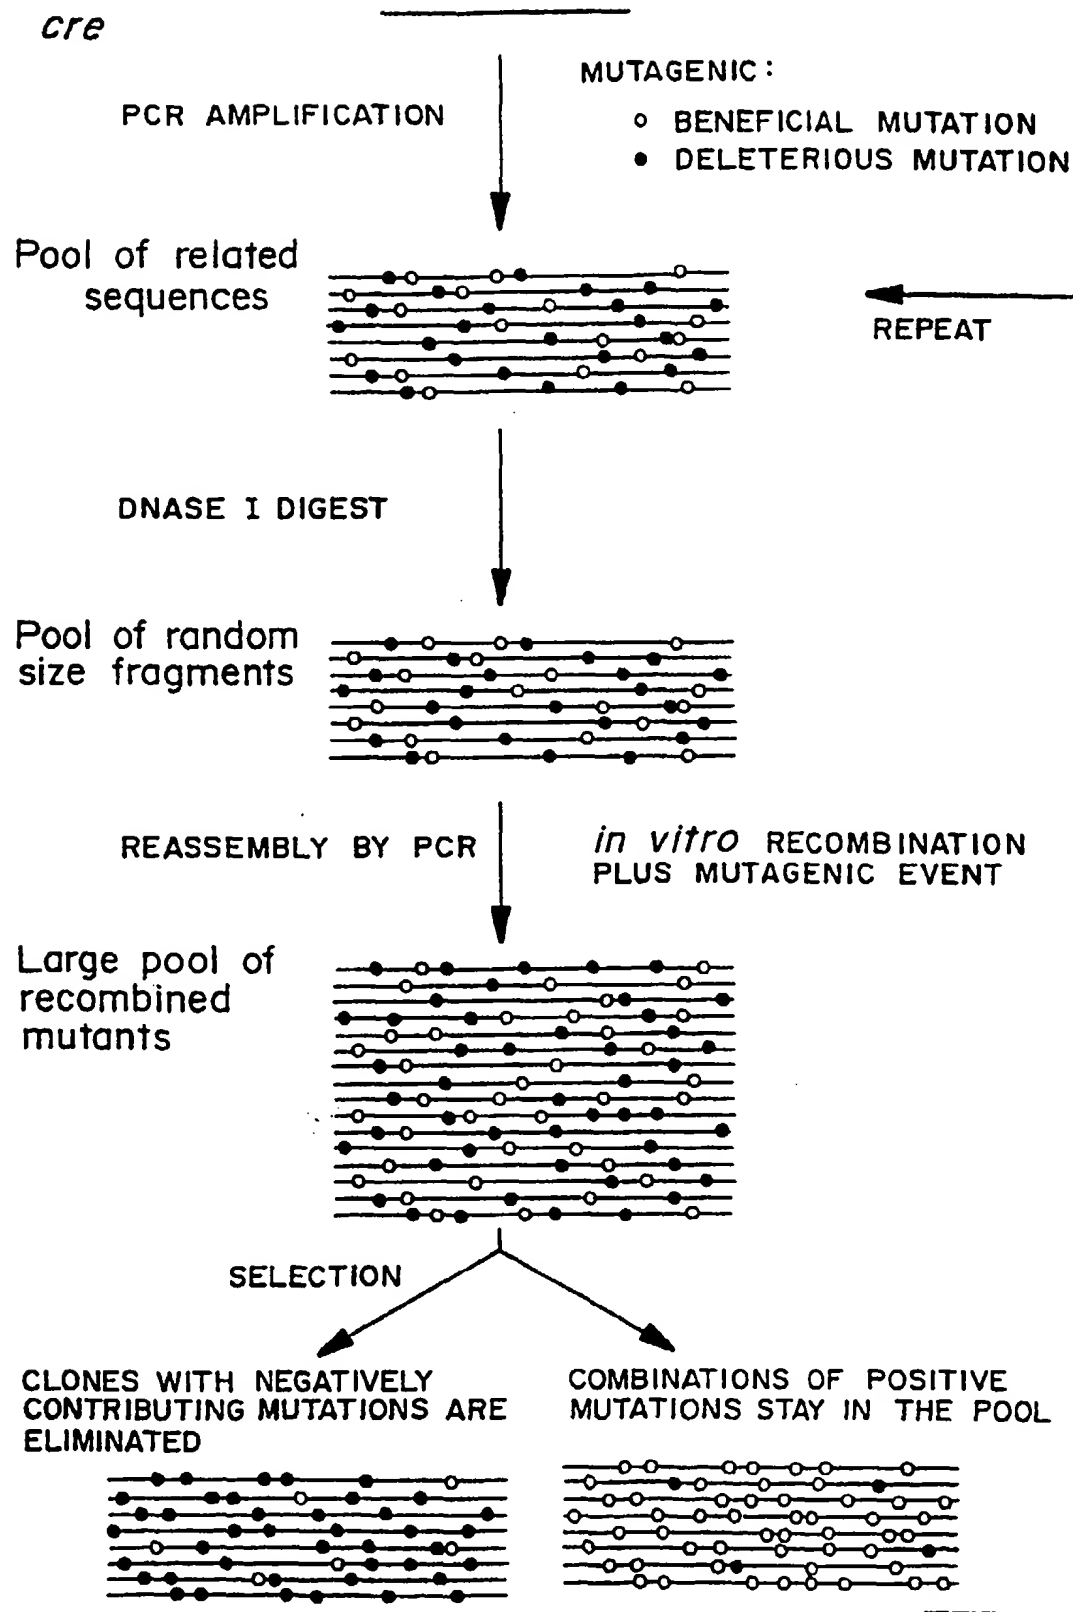 cre
PCR AMPLIFICATION
MUTAGENIC:
BENEFICIAL MUTATION
DELETERIOUS MUTATION
Pool of related
sequences
REPEAT
DNASE I DIGEST
Pool of random
size fragments
REASSEMBLY BY PCR
in vitro RECOMBINATION
PLUS MUTAGENIC EVENT
Large pool of
recombined
mutants
SELECTION
CLONES WITH NEGATIVELY
CONTRIBUTING MUTATIONS ARE
ELIMINATED
COMBINATIONS OF POSITIVE
MUTATIONS STAY IN THE POOL